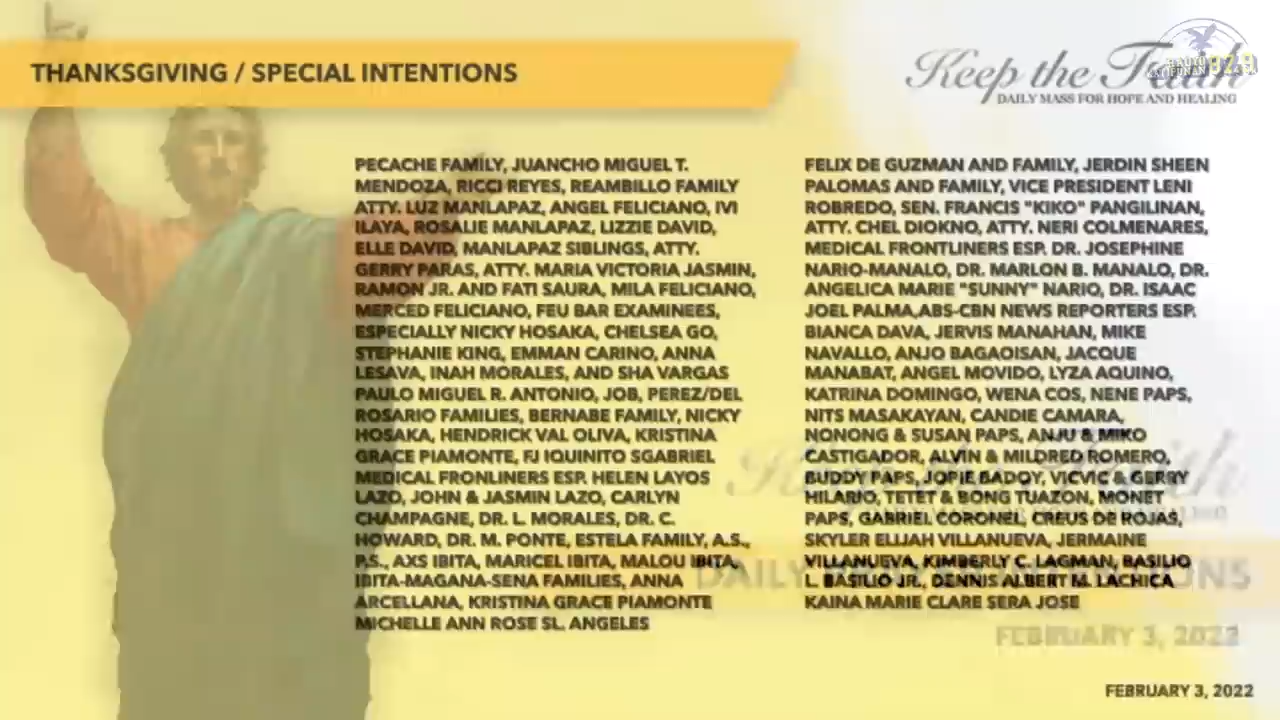 THANKSGIVING / SPECIAL INTENTIONS
Keep the Faith
DAILY MASS FOR HOPE AND HEALING
PECACHE FAMILY, JUANCHO MIGUEL T.
MENDOZA, RICCI REYES, REAMBILLO FAMILY
ATTY. LUZ MANLAPAZ, ANGEL FELICIANO, IVI
ILAYA, ROSALIE MANLAPAZ, LIZZIE DAVID,
ELLE DAVID, MANLAPAZ SIBLINGS, ATTY.
GERRY PARAS, ATTY. MARIA VICTORIA JASMIN,
RAMON JR. AND FATI SAURA, MILA FELICIANO,
MERCED FELICIANO, FEU BAR EXAMINEES,
ESPECIALLY NICKY HOSAKA, CHELSEA GO,
STEPHANIE KING, EMMAN CARINO, ANNA
LESAVA, INAH MORALES, AND SHA VARGAS
PAULO MIGUEL R. ANTONIO, JOB, PEREZ/DEL
ROSARIO FAMILIES, BERNABE FAMILY, NICKY
HOSAKA, HENDRICK VAL OLIVA, KRISTINA
GRACE PIAMONTE, FJ IQUINITO SGABRIEL
MEDICAL FRONLINERS ESP. HELEN LAYOS
LAZO, JOHN & JASMIN LAZO, CARLYN
CHAMPAGNE, DR. L. MORALES, DR. C.
HOWARD, DR. M. PONTE, ESTELA FAMILY, A.S.,
P.S., AXS IBITA, MARICEL IBITA, MALOU IBITA,
IBITA-MAGANA-SENA FAMILIES, ANNA
ARCELLANA, KRISTINA GRACE PIAMONTE
MICHELLE ANN ROSE SL. ANGELES
FELIX DE GUZMAN AND FAMILY, JERDIN SHEEN
PALOMAS AND FAMILY, VICE PRESIDENT LENI
ROBREDO, SEN. FRANCIS "KIKO" PANGILINAN,
ATTY. CHEL DIOKNO, ATTY. NERI COLMENARES,
MEDICAL FRONTLINERS ESP. DR. JOSEPHINE
NARIO-MANALO, DR. MARLON B. MANALO, DR.
ANGELICA MARIE "SUNNY" NARIO, DR. ISAAC
JOEL PALMA,ABS-CBN NEWS REPORTERS ESP.
BIANCA DAVA, JERVIS MANAHAN, MIKE
NAVALLO, ANJO BAGAOISAN, JACQUE
MANABAT, ANGEL MOVIDO, LYZA AQUINO,
KATRINA DOMINGO, WENA COS, NENE PAPS,
NITS MASAKAYAN, CANDIE CAMARA,
NONONG & SUSAN PAPS, ANJU & MIKO
CASTIGADOR, ALVIN & MILDRED ROMERO,
BUDDY PAPS, JOPIE BADOY, VICVIC & GERRY
HILARIO, TETET & BONG TUAZON, MONET
PAPS, GABRIEL CORONEL, CREUS DE ROJAS,
SKYLER ELIJAH VILLANUEVA, JERMAINE
VILLANUEVA, KIMBERLY C. LAGMAN, BASILIO
L. BASILIO JR., DENNIS ALBERT M. LACHICA
KAINA MARIE CLARE SERA JOSE
FEBRUARY 3, 2022
FEBRUARY 3, 2022